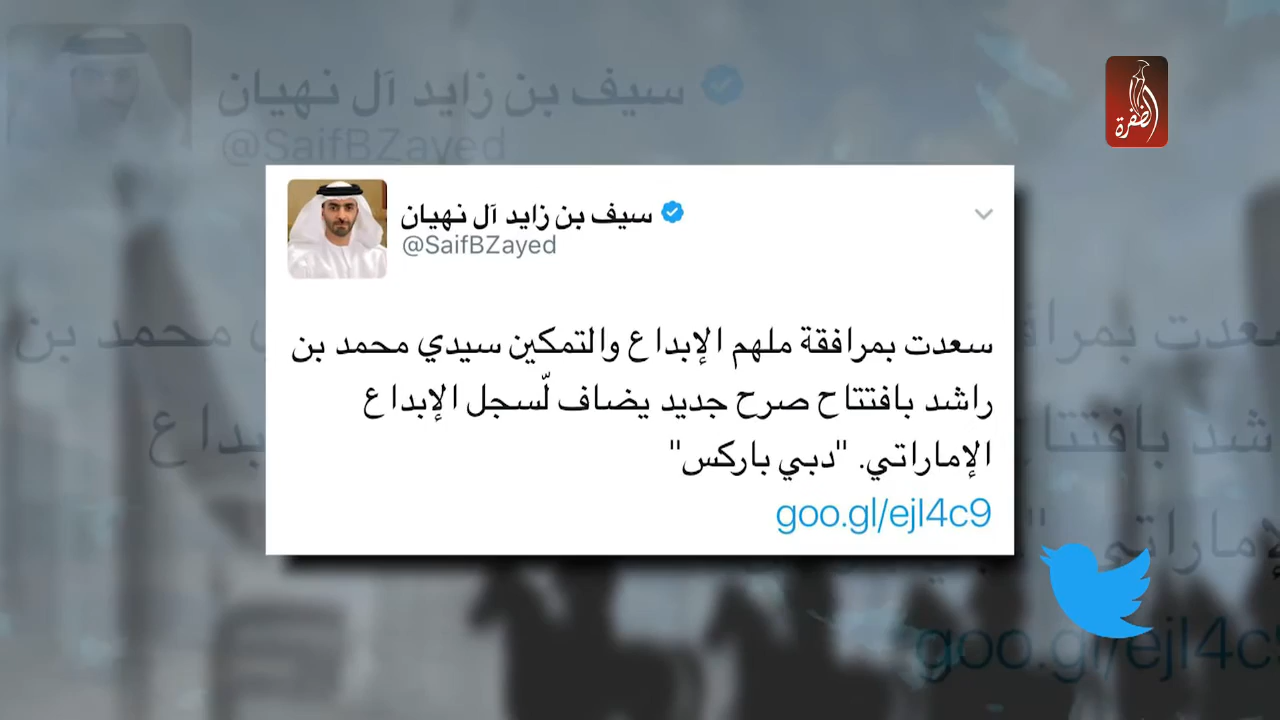 الظفرة
سيف بن زايد آل نهيان
@SaifBZayed
سعدت بمرافقة ملهم الإبداع والتمكين سيدي محمد بن
راشد بافتتاح صرح جديد يضاف لّسجل الإبداع
الإماراتي. "دبي باركس"
goo.gl/ejl4c9